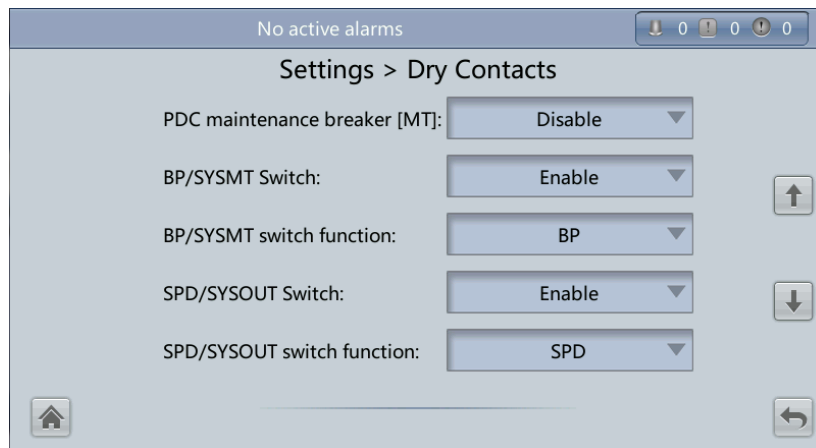 No active alarms
0 0 0
Settings > Dry Contacts
PDC maintenance breaker [MT]: Disable
BP/SYSMT Switch: Enable
BP/SYSMT switch function: BP
SPD/SYSOUT Switch: Enable
SPD/SYSOUT switch function: SPD